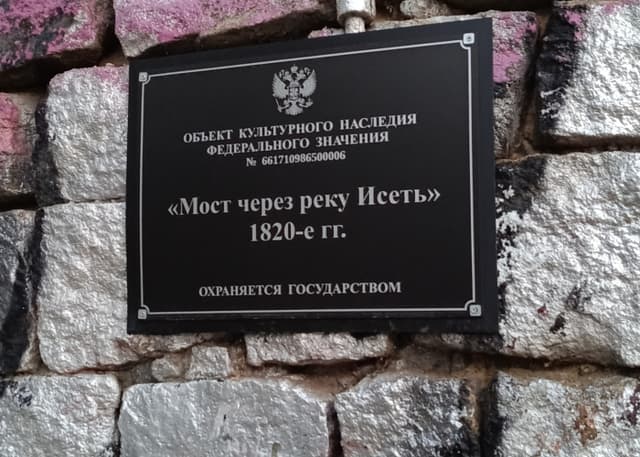 ОБЪЕКТ КУЛЬТУРНОГО НАСЛЕДИЯ
ФЕДЕРАЛЬНОГО ЗНАЧЕНИЯ
№ 661710986500006
«Мост через реку Исеть»
1820-е гг.
ОХРАНЯЕТСЯ ГОСУДАРСТВОМ